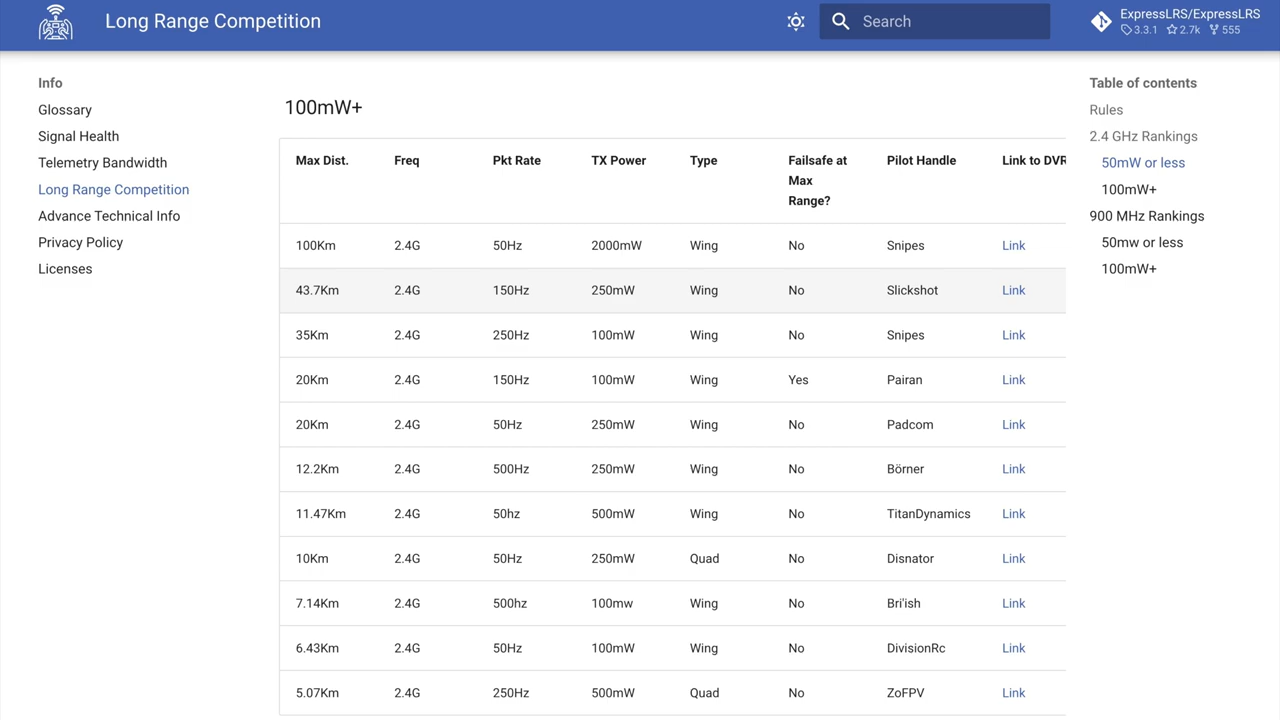 Long Range Competition
Search
ExpressLRS/ExpressLRS
3.3.1 2.7k 555
Info
Glossary
Signal Health
Telemetry Bandwidth
Long Range Competition
Advance Technical Info
Privacy Policy
Licenses
100mW+
Max Dist. Freq Pkt Rate TX Power Type Failsafe at Max Range? Pilot Handle Link to DVR
100Km 2.4G 50Hz 2000mW Wing No Snipes Link
43.7Km 2.4G 150Hz 250mW Wing No Slickshot Link
35Km 2.4G 250Hz 100mW Wing No Snipes Link
20Km 2.4G 150Hz 100mW Wing Yes Pairan Link
20Km 2.4G 50Hz 250mW Wing No Padcom Link
12.2Km 2.4G 500Hz 250mW Wing No Börner Link
11.47Km 2.4G 50hz 500mW Wing No TitanDynamics Link
10Km 2.4G 50Hz 250mW Quad No Disnator Link
7.14Km 2.4G 500hz 100mw Wing No Bri'ish Link
6.43Km 2.4G 50Hz 100mW Wing No DivisionRc Link
5.07Km 2.4G 250Hz 500mW Quad No ZoFPV Link
Table of contents
Rules
2.4 GHz Rankings
50mW or less
100mW+
900 MHz Rankings
50mw or less
100mW+